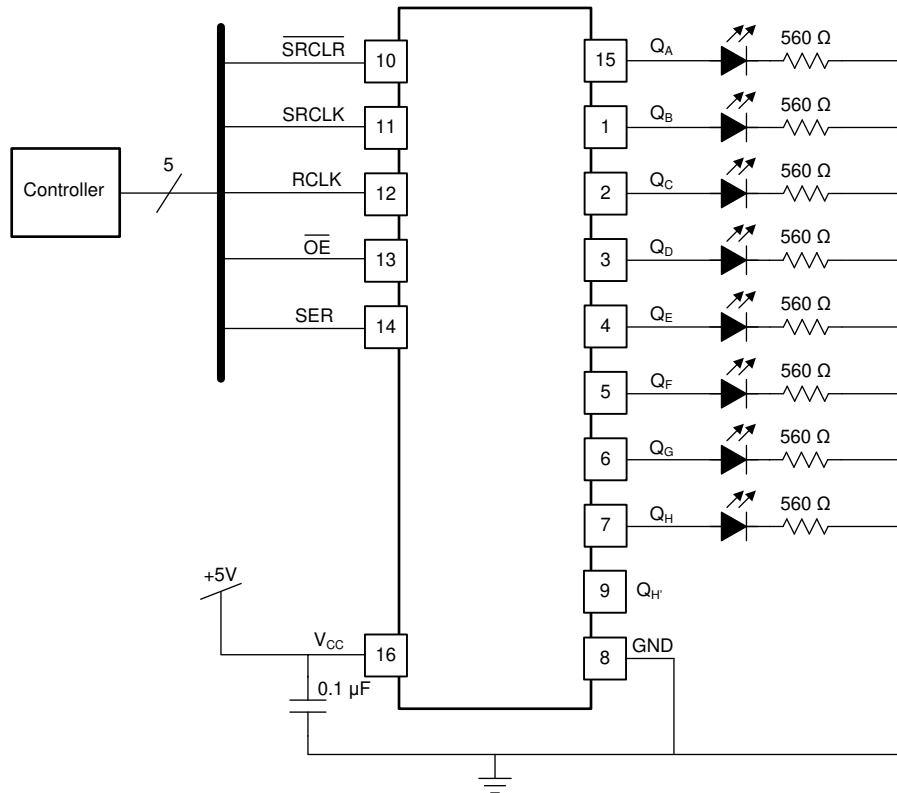 Controller
5
SRCLR
10
SRCLK
11
RCLK
12
OE
13
SER
14
+5V
VCC
16
0.1 µF
15
QA
560 Ω
1
QB
560 Ω
2
QC
560 Ω
3
QD
560 Ω
4
QE
560 Ω
5
QF
560 Ω
6
QG
560 Ω
7
QH
560 Ω
9
QH'
8
GND